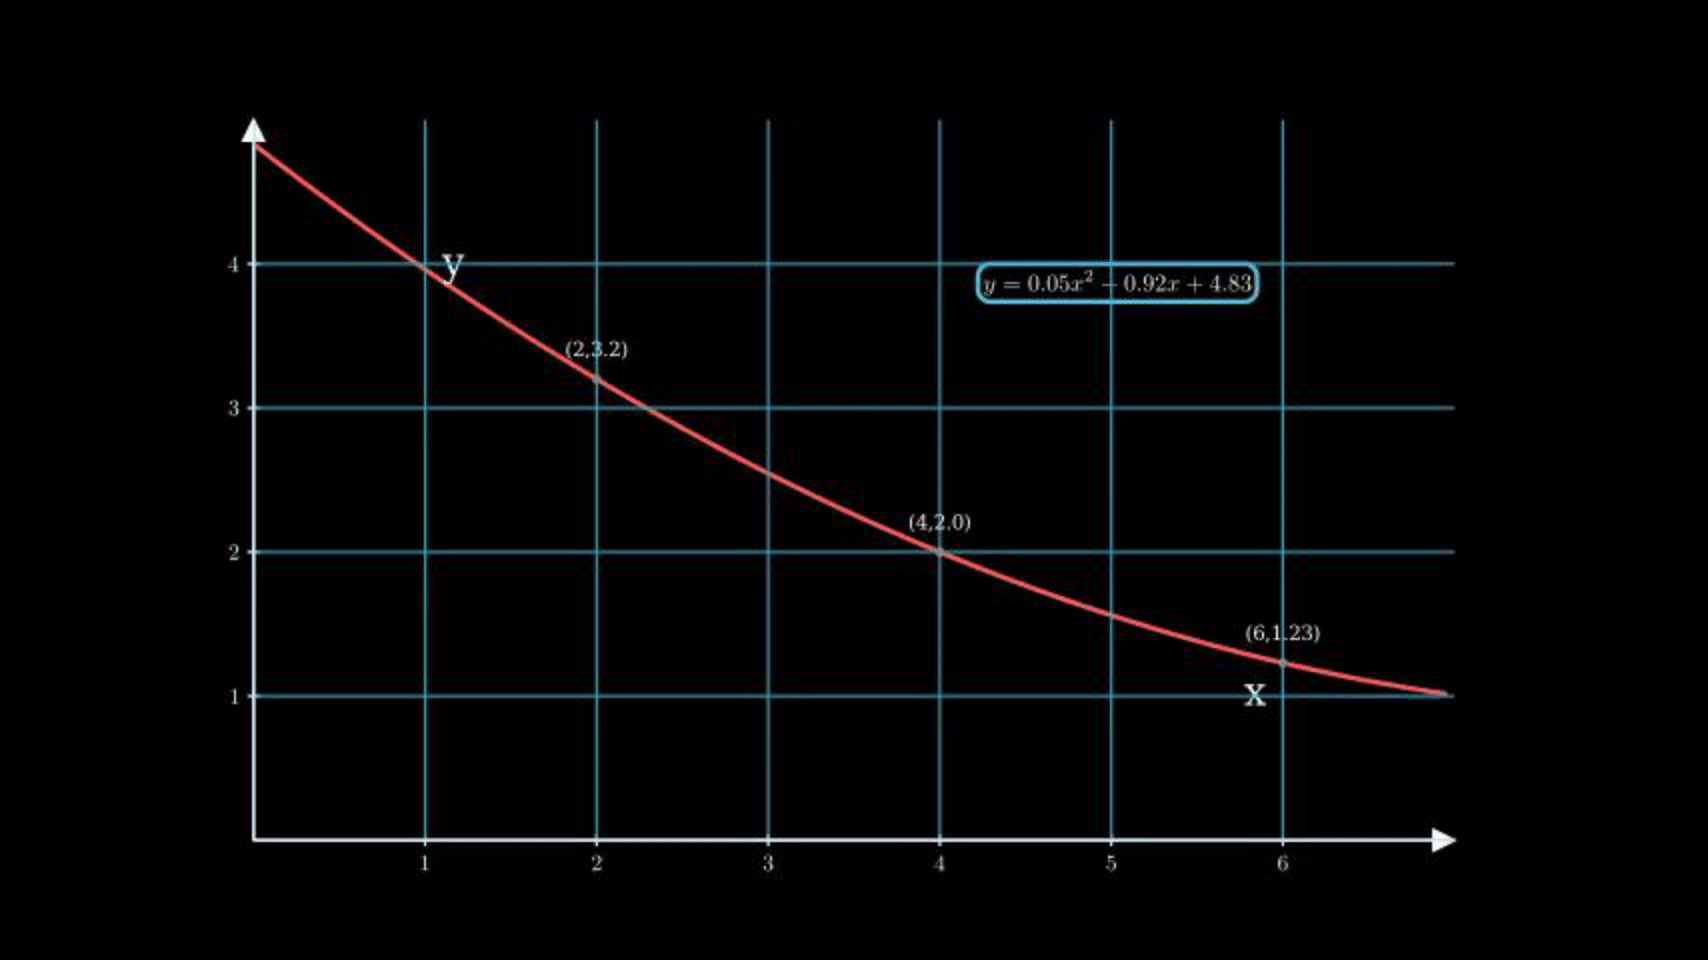 4
y
y = 0.05x² − 0.92x + 4.83
(2,3.2)
3
(4,2.0)
2
(6,1.23)
1
x
1 2 3 4 5 6